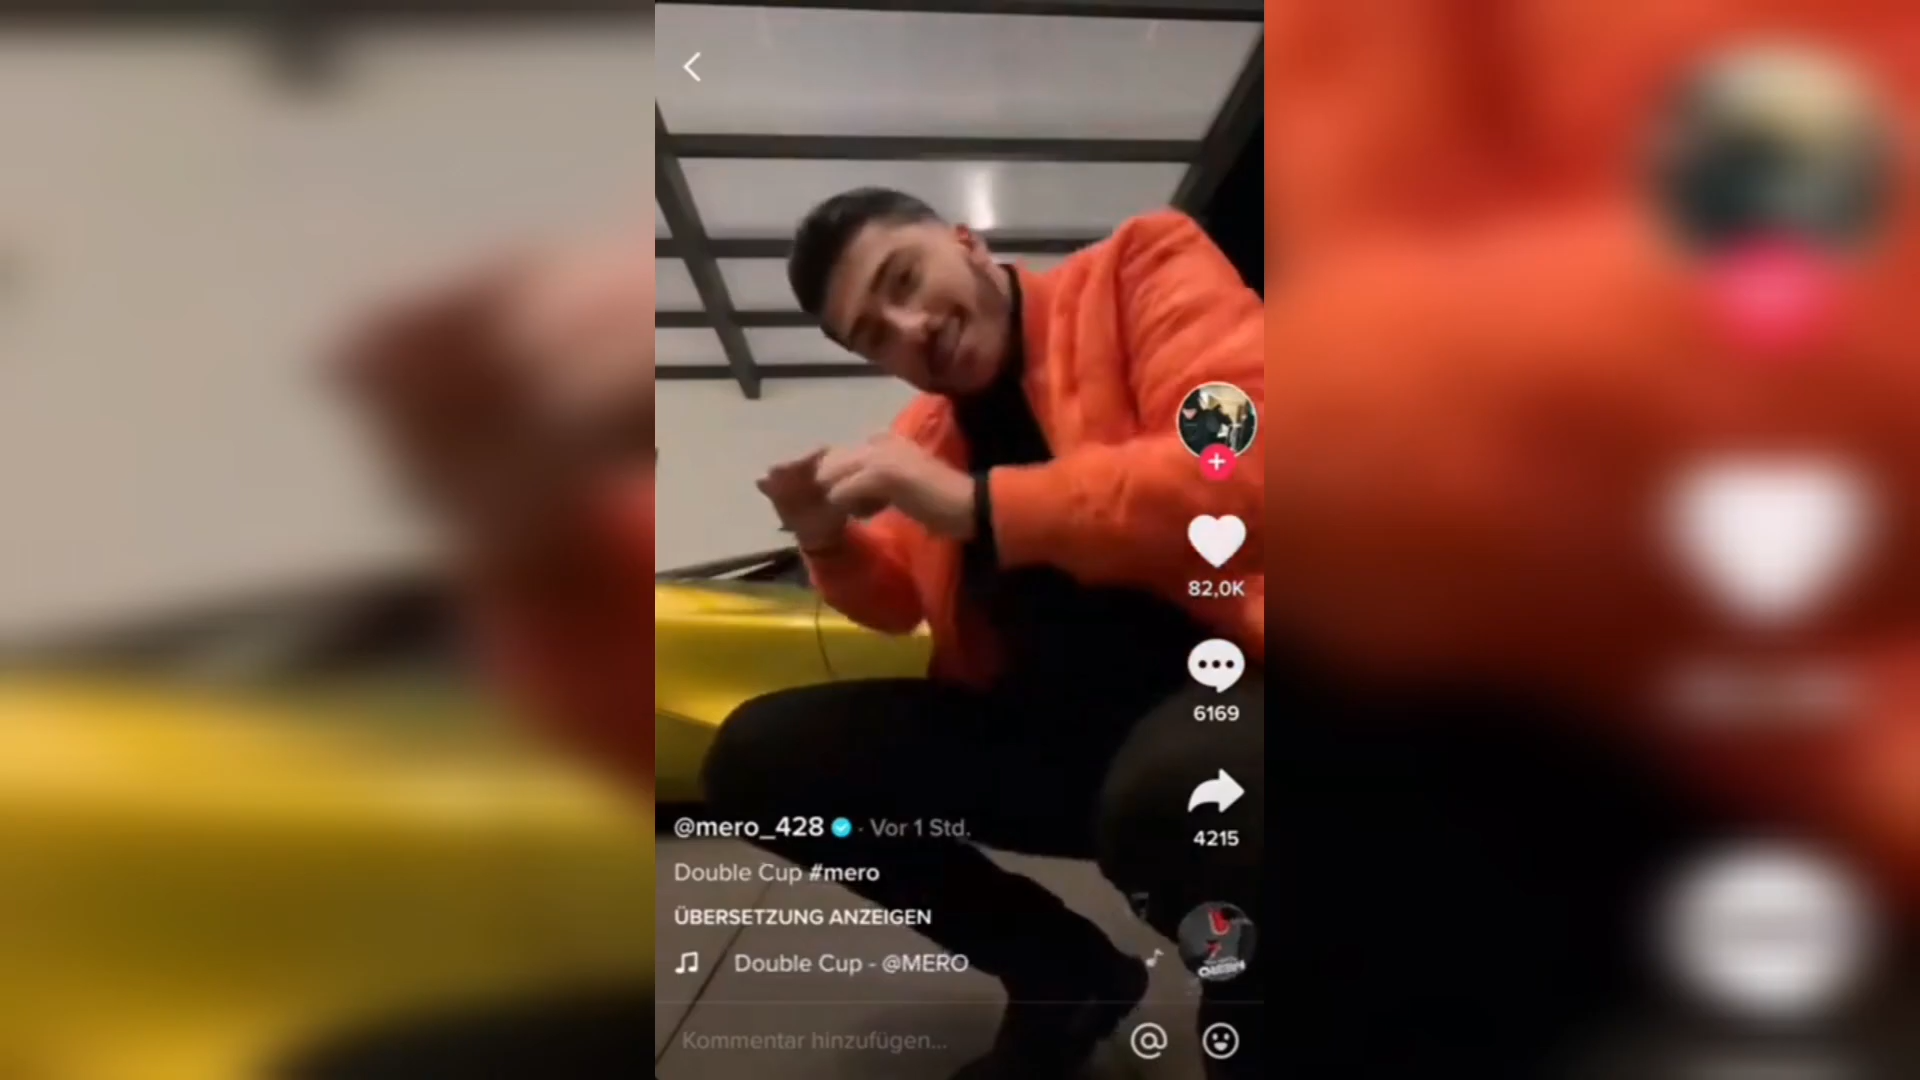 82,0K
6169
4215
@mero_428 · Vor 1 Std.
Double Cup #mero
ÜBERSETZUNG ANZEIGEN
Double Cup - @MERO
Kommentar hinzufügen...